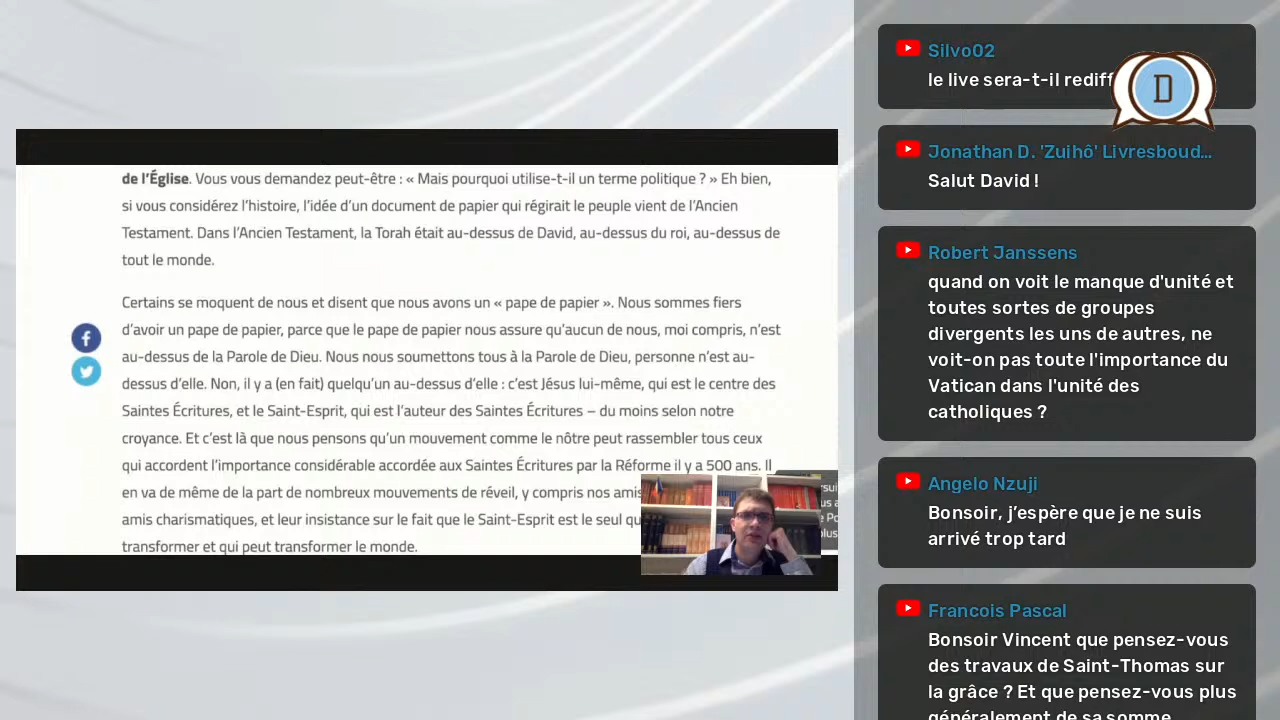 de l'Église. Vous vous demandez peut-être : « Mais pourquoi utilise-t-il un terme politique ? » Eh bien,
si vous considérez l'histoire, l'idée d'un document de papier qui régirait le peuple vient de l'Ancien
Testament. Dans l'Ancien Testament, la Torah était au-dessus de David, au-dessus du roi, au-dessus de
tout le monde.
Certains se moquent de nous et disent que nous avons un « pape de papier ». Nous sommes fiers
d'avoir un pape de papier, parce que le pape de papier nous assure qu'aucun de nous, moi compris, n'est
au-dessus de la Parole de Dieu. Nous nous soumettons tous à la Parole de Dieu, personne n'est au-
dessus d'elle. Non, il y a (en fait) quelqu'un au-dessus d'elle : c'est Jésus lui-même, qui est le centre des
Saintes Écritures, et le Saint-Esprit, qui est l'auteur des Saintes Écritures – du moins selon notre
croyance. Et c'est là que nous pensons qu'un mouvement comme le nôtre peut rassembler tous ceux
qui accordent l'importance considérable accordée aux Saintes Écritures par la Réforme il y a 500 ans. Il
en va de même de la part de nombreux mouvements de réveil, y compris nos amis
amis charismatiques, et leur insistance sur le fait que le Saint-Esprit est le seul
transformer et qui peut transformer le monde.
Silvo02
le live sera-t-il
D
Jonathan D. 'Zuihô' Livresboud…
Salut David !
Robert Janssens
quand on voit le manque d'unité et
toutes sortes de groupes
divergents les uns de autres, ne
voit-on pas toute l'importance du
Vatican dans l'unité des
catholiques ?
Angelo Nzuji
Bonsoir, j'espère que je ne suis
arrivé trop tard
Francois Pascal
Bonsoir Vincent que pensez-vous
des travaux de Saint-Thomas sur
la grâce ? Et que pensez-vous plus
généralement de sa somme